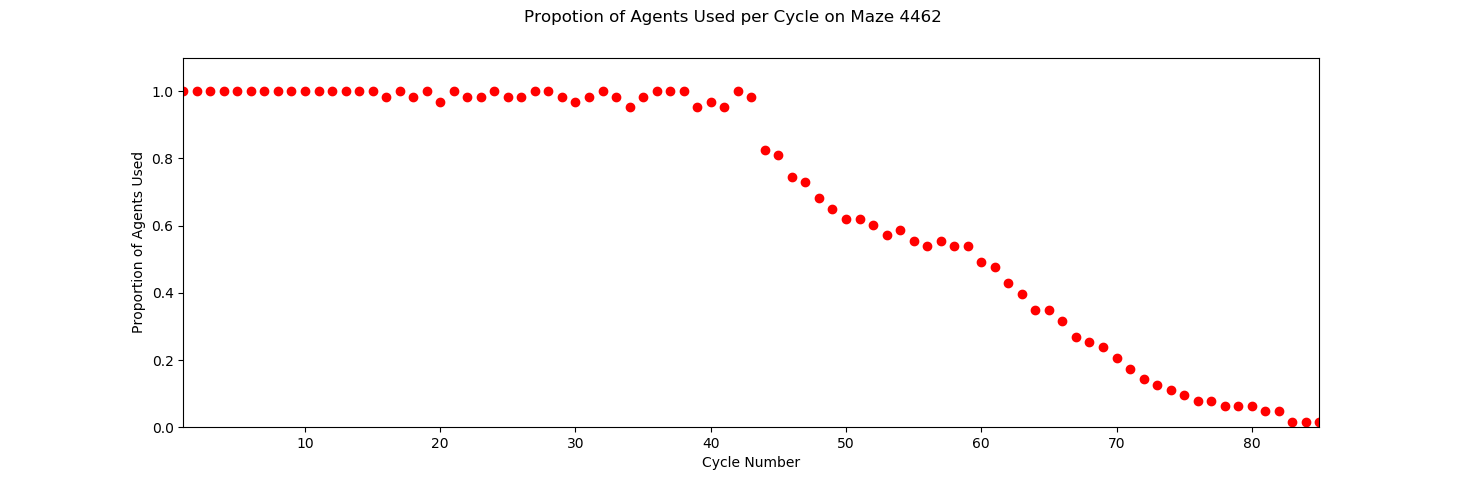 Propotion of Agents Used per Cycle on Maze 4462
1.0
0.8
0.6
0.4
0.2
0.0
Proportion of Agents Used
10 20 30 40 50 60 70 80
Cycle Number